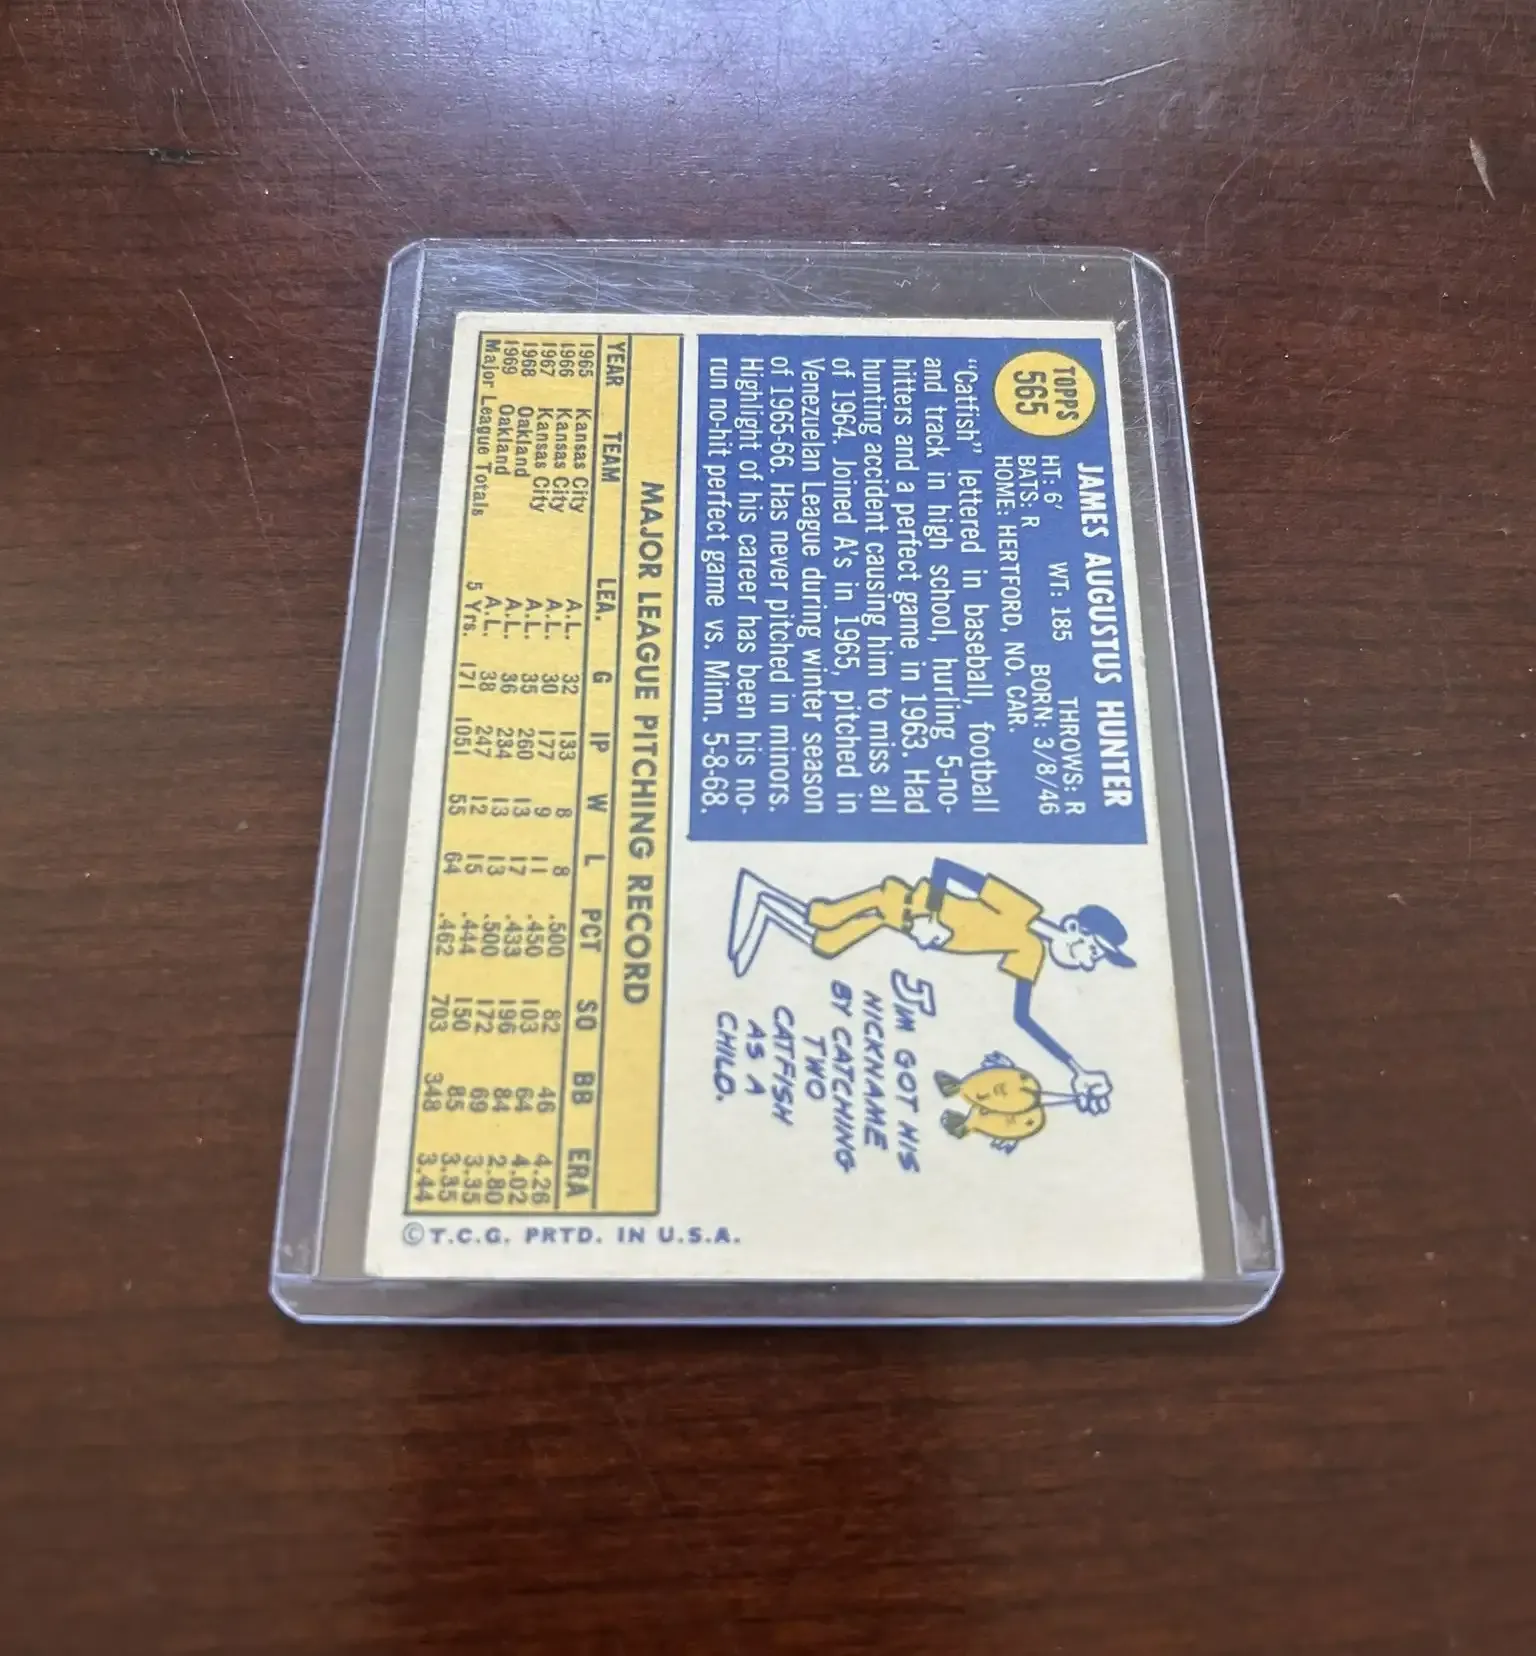 TOPPS
565
JAMES AUGUSTUS HUNTER
HT: 6' WT: 185 THROWS: R
BATS: R BORN: 3/8/46
HOME: HERTFORD, NO. CAR.
"Catfish" lettered in baseball, football
and track in high school, hurling 5-no-
hitters and a perfect game in 1963. Had
hunting accident causing him to miss all
of 1964. Joined A's in 1965, pitched in
Venezuelan League during winter season
of 1965-66. Has never pitched in minors.
Highlight of his career has been his no-
run no-hit perfect game vs. Minn. 5-8-68.
JIM GOT HIS
NICKNAME
BY CATCHING
TWO
CATFISH
AS A
CHILD.
MAJOR LEAGUE PITCHING RECORD
YEAR TEAM LEA. G IP W L PCT SO BB ERA
1965 Kansas City A.L. 32 133 8 8 .500 82 46 4.26
1966 Kansas City A.L. 30 177 9 11 .450 103 64 4.02
1967 Kansas City A.L. 35 260 13 17 .433 196 84 2.80
1968 Oakland A.L. 36 234 13 13 .500 172 69 3.35
1969 Oakland A.L. 38 247 12 15 .444 150 85 3.35
Major League Totals 5 Yrs. 171 1051 55 64 .462 703 348 3.44
©T.C.G. PRTD. IN U.S.A.